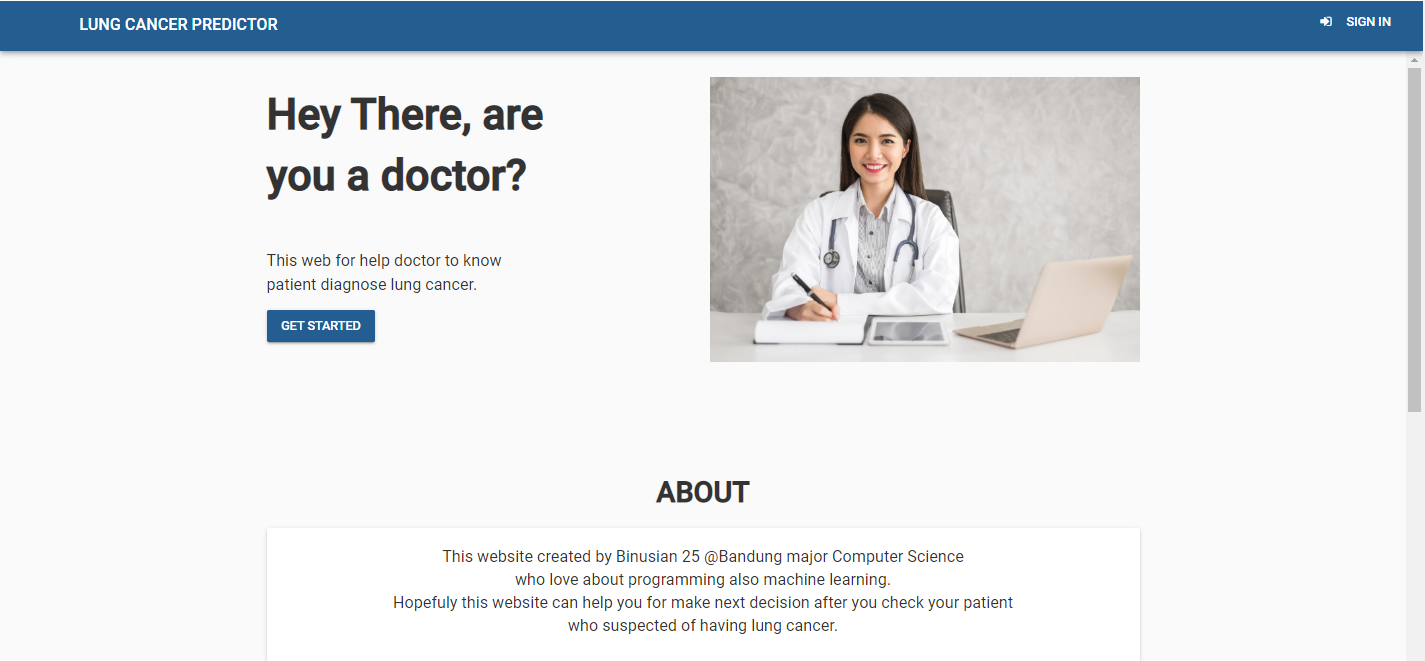 LUNG CANCER PREDICTOR
SIGN IN
Hey There, are
you a doctor?
This web for help doctor to know
patient diagnose lung cancer.
GET STARTED
ABOUT
This website created by Binusian 25 @Bandung major Computer Science
who love about programming also machine learning.
Hopefuly this website can help you for make next decision after you check your patient
who suspected of having lung cancer.